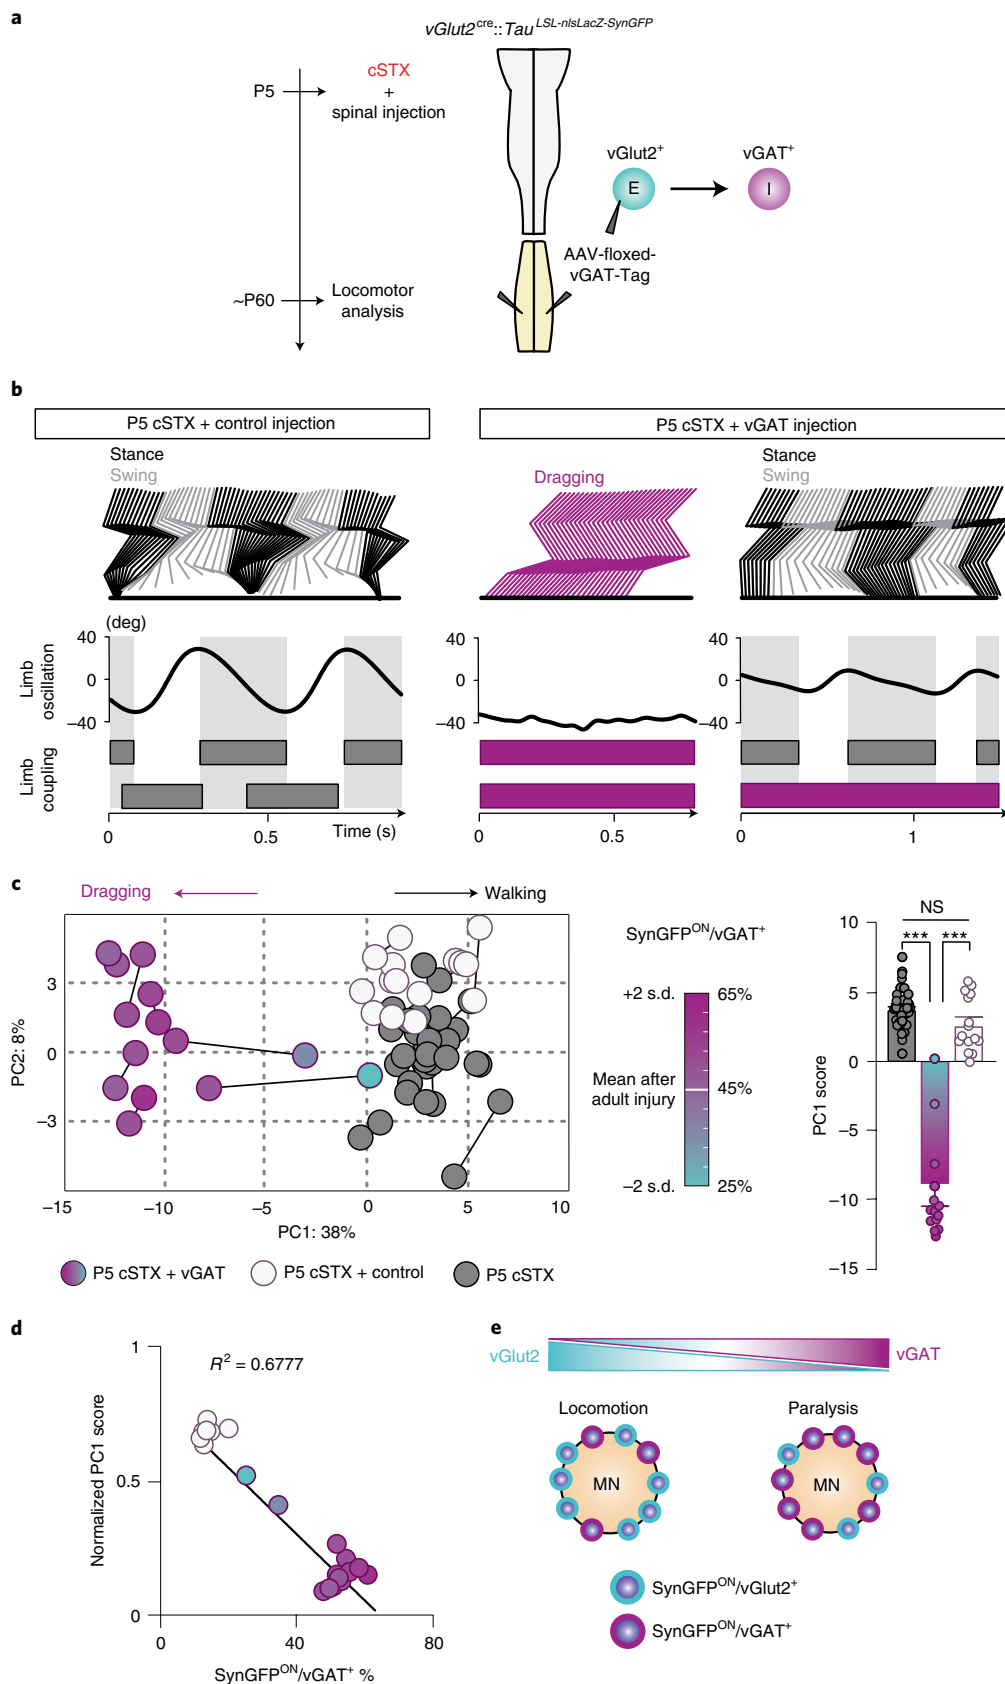 a
vGlut2cre::TauLSL-nlsLacZ-SynGFP
P5
cSTX
+
spinal injection
~P60
Locomotor
analysis
vGlut2+
vGAT+
E
I
AAV-floxed-
vGAT-Tag
b
P5 cSTX + control injection
P5 cSTX + vGAT injection
Stance
Swing
Dragging
Stance
Swing
(deg)
Limb
oscillation
40
0
−40
40
0
−40
40
0
−40
Limb
coupling
0
0.5
Time (s)
0
0.5
0
1
c
Dragging
Walking
PC2: 8%
3
0
−3
−15
−10
−5
0
5
10
PC1: 38%
P5 cSTX + vGAT
P5 cSTX + control
P5 cSTX
SynGFPON/vGAT+
+2 s.d.
65%
Mean after
adult injury
45%
−2 s.d.
25%
NS
***
***
PC1 score
10
5
0
−5
−10
−15
d
R2 = 0.6777
Normalized PC1 score
1
0.5
0
0
40
80
SynGFPON/vGAT+ %
e
vGlut2
vGAT
Locomotion
Paralysis
MN
MN
SynGFPON/vGlut2+
SynGFPON/vGAT+